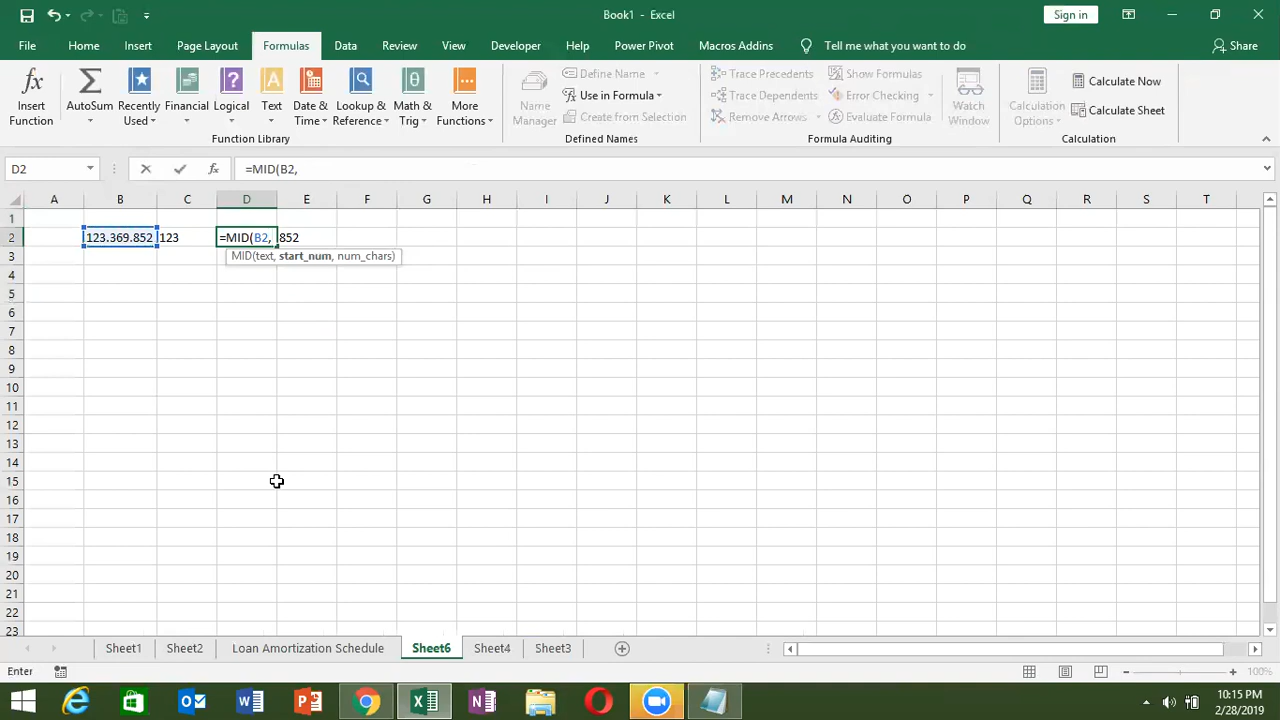 Book1 - Excel
Sign in
File Home Insert Page Layout Formulas Data Review View Developer Help Power Pivot Macros Addins Tell me what you want to do Share
Insert Function
AutoSum
Recently Used
Financial
Logical
Text
Date & Time
Lookup & Reference
Math & Trig
More Functions
Function Library
Name Manager
Define Name
Use in Formula
Create from Selection
Defined Names
Trace Precedents
Trace Dependents
Remove Arrows
Show Formulas
Error Checking
Evaluate Formula
Watch Window
Formula Auditing
Calculation Options
Calculate Now
Calculate Sheet
Calculation
D2 fx =MID(B2,
A B C D E F G H I J K L M N O P Q R S T
1
2 123.369.852 123 =MID(B2, 852
3 MID(text, start_num, num_chars)
4
5
6
7
8
9
10
11
12
13
14
15
16
17
18
19
20
21
22
23
Sheet1 Sheet2 Loan Amortization Schedule Sheet6 Sheet4 Sheet3
Enter 100%
10:15 PM
2/28/2019